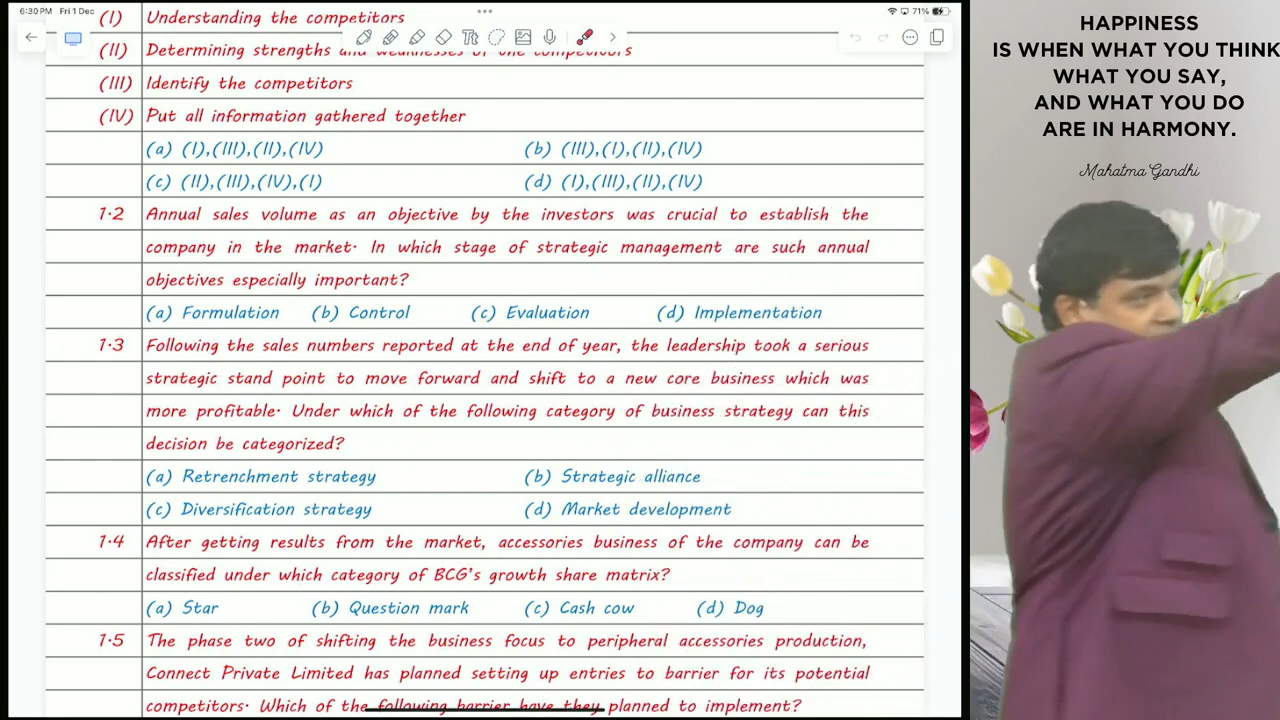 6:30 PM Fri 1 Dec
71%
(I) Understanding the competitors
(II) Determining strengths and weaknesses of the competitors
(III) Identify the competitors
(IV) Put all information gathered together
(a) (I),(III),(II),(IV) (b) (III),(I),(II),(IV)
(c) (II),(III),(IV),(I) (d) (I),(III),(II),(IV)
1·2 Annual sales volume as an objective by the investors was crucial to establish the
company in the market· In which stage of strategic management are such annual
objectives especially important?
(a) Formulation (b) Control (c) Evaluation (d) Implementation
1·3 Following the sales numbers reported at the end of year, the leadership took a serious
strategic stand point to move forward and shift to a new core business which was
more profitable· Under which of the following category of business strategy can this
decision be categorized?
(a) Retrenchment strategy (b) Strategic alliance
(c) Diversification strategy (d) Market development
1·4 After getting results from the market, accessories business of the company can be
classified under which category of BCG's growth share matrix?
(a) Star (b) Question mark (c) Cash cow (d) Dog
1·5 The phase two of shifting the business focus to peripheral accessories production,
Connect Private Limited has planned setting up entries to barrier for its potential
competitors· Which of the following barrier have they planned to implement?
HAPPINESS
IS WHEN WHAT YOU THINK
WHAT YOU SAY,
AND WHAT YOU DO
ARE IN HARMONY.
Mahatma Gandhi